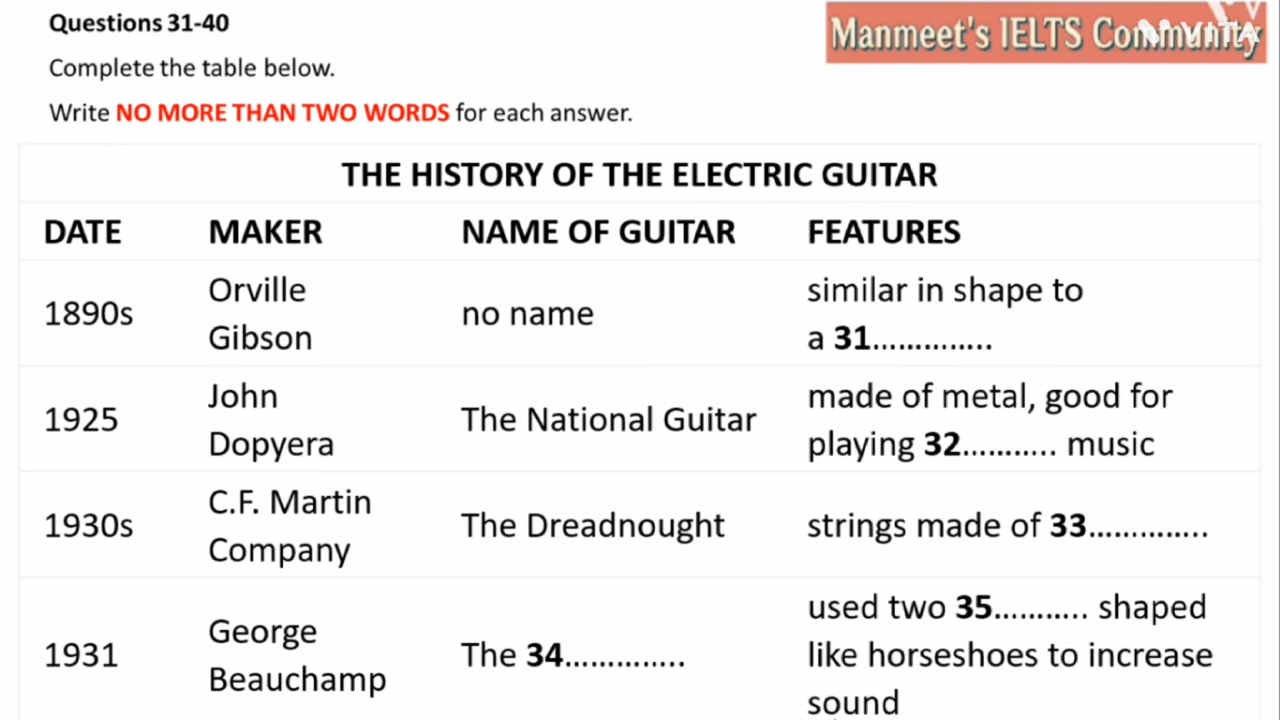 Questions 31-40
Manmeet's IELTS Community
VITA
Complete the table below.
Write NO MORE THAN TWO WORDS for each answer.
THE HISTORY OF THE ELECTRIC GUITAR
DATE MAKER NAME OF GUITAR FEATURES
1890s
Orville
Gibson
no name
similar in shape to
a 31..............
1925
John
Dopyera
The National Guitar
made of metal, good for
playing 32........... music
1930s
C.F. Martin
Company
The Dreadnought
strings made of 33..............
1931
George
Beauchamp
The 34..............
used two 35........... shaped
like horseshoes to increase
sound